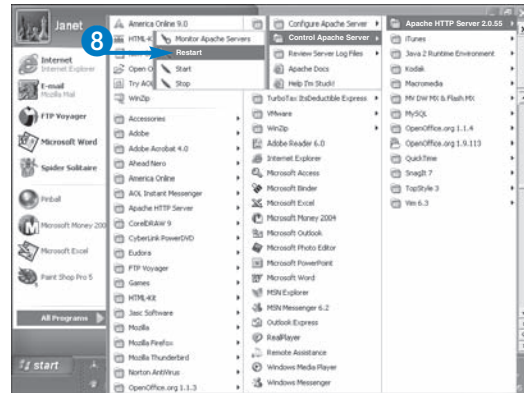 Janet
Internet
Internet Explorer
E-mail
Mozilla Mail
FTP Voyager
Microsoft Word
Spider Solitaire
Pinball
Microsoft Money 200
Microsoft Excel
Paint Shop Pro 5
All Programs
start
8
America Online 9.0
HTML-Kit
Open O
Try AOL
WinZip
Accessories
Adobe
Adobe Acrobat 4.0
Ahead Nero
America Online
AOL Instant Messenger
Apache HTTP Server
CorelDRAW 9
CyberLink PowerDVD
Eudora
FTP Voyager
Games
HTML-Kit
Jasc Software
Mozilla
Mozilla Firefox
Mozilla Thunderbird
Norton AntiVirus
OpenOffice.org 1.1.3
Monitor Apache Servers
Restart
Start
Stop
Configure Apache Server
Control Apache Server
Review Server Log Files
Apache Docs
Help I'm Stuck!
TurboTax ItsDeductible Express
VMware
WinZip
Adobe Reader 6.0
Internet Explorer
Microsoft Access
Microsoft Binder
Microsoft Excel
Microsoft Money 2004
Microsoft Outlook
Microsoft Photo Editor
Microsoft PowerPoint
Microsoft Word
MSN Explorer
MSN Messenger 6.2
Outlook Express
RealPlayer
Remote Assistance
Windows Media Player
Windows Messenger
Apache HTTP Server 2.0.55
iTunes
Java 2 Runtime Environment
Kodak
Macromedia
MV DW MX & Flash MX
MySQL
OpenOffice.org 1.1.4
OpenOffice.org 1.9.113
QuickTime
SnagIt 7
TopStyle 3
Vim 6.3